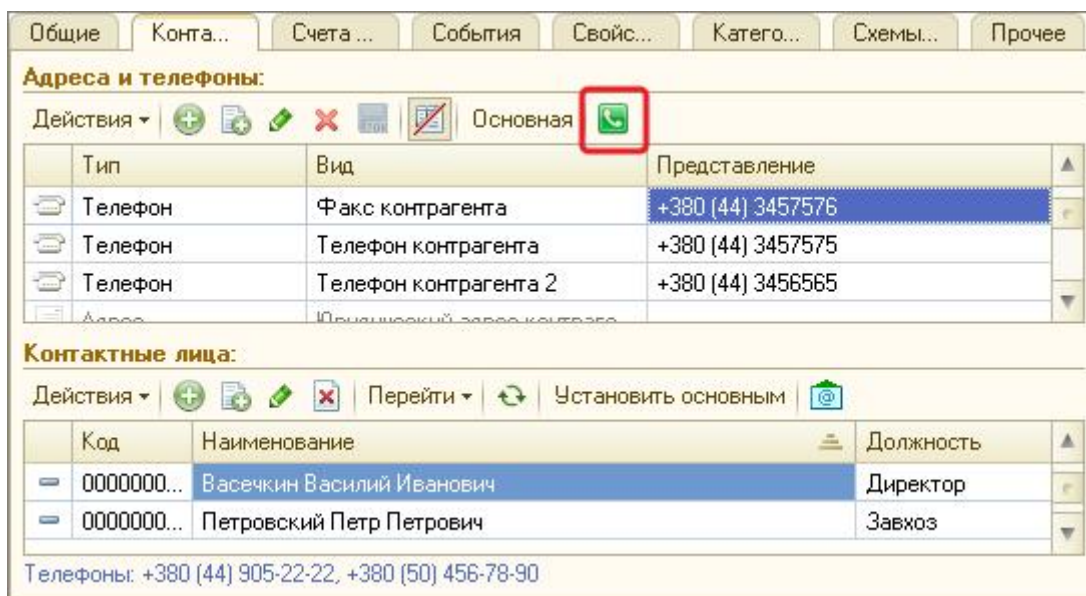 Общие Конта... Счета ... События Свойс... Катего... Схемы... Прочее
Адреса и телефоны:
Действия Основная
Тип Вид Представление
Телефон Факс контрагента +380 (44) 3457576
Телефон Телефон контрагента +380 (44) 3457575
Телефон Телефон контрагента 2 +380 (44) 3456565
Контактные лица:
Действия Перейти Установить основным
Код Наименование Должность
0000000... Васечкин Василий Иванович Директор
0000000... Петровский Петр Петрович Завхоз
Телефоны: +380 (44) 905-22-22, +380 (50) 456-78-90